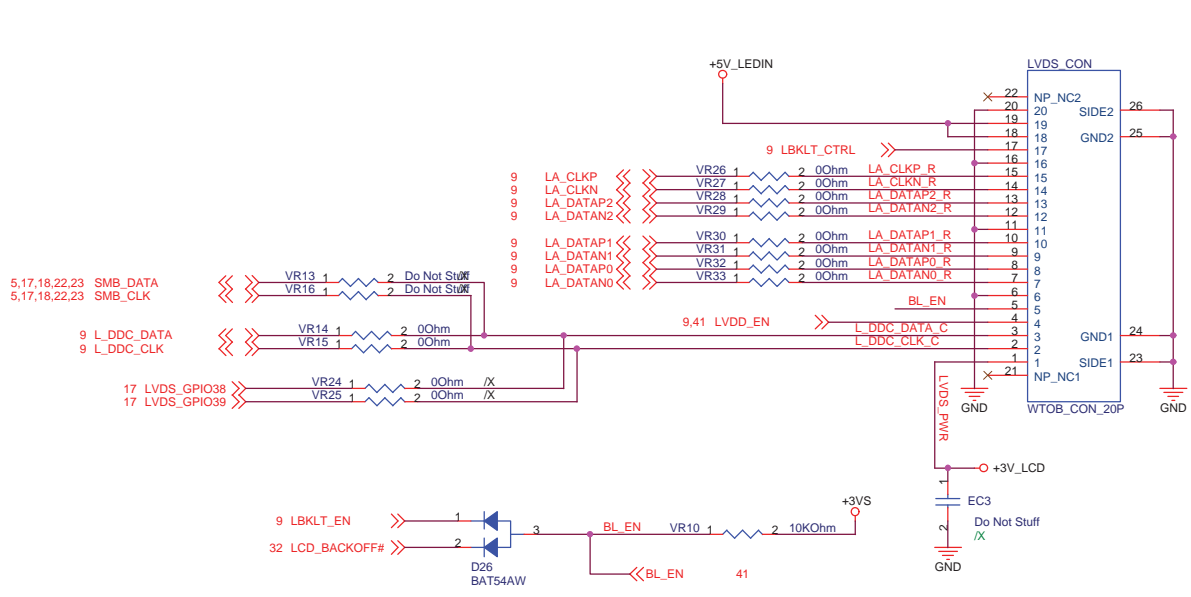 +5V_LEDIN
LVDS_CON
22 NP_NC2
20 20 SIDE2 26
19 19
18 18 GND2 25
9 LBKLT_CTRL 17 17
16 16
9 LA_CLKP VR26 1 2 0Ohm LA_CLKP_R 15 15
9 LA_CLKN VR27 1 2 0Ohm LA_CLKN_R 14 14
9 LA_DATAP2 VR28 1 2 0Ohm LA_DATAP2_R 13 13
9 LA_DATAN2 VR29 1 2 0Ohm LA_DATAN2_R 12 12
11 11
9 LA_DATAP1 VR30 1 2 0Ohm LA_DATAP1_R 10 10
9 LA_DATAN1 VR31 1 2 0Ohm LA_DATAN1_R 9 9
9 LA_DATAP0 VR32 1 2 0Ohm LA_DATAP0_R 8 8
9 LA_DATAN0 VR33 1 2 0Ohm LA_DATAN0_R 7 7
5,17,18,22,23 SMB_DATA VR13 1 2 Do Not Stuff /X
5,17,18,22,23 SMB_CLK VR16 1 2 Do Not Stuff /X
6 6
BL_EN 5 5
9,41 LVDD_EN 4 4
9 L_DDC_DATA VR14 1 2 0Ohm L_DDC_DATA_C 3 3 GND1 24
9 L_DDC_CLK VR15 1 2 0Ohm L_DDC_CLK_C 2 2
1 1 SIDE1 23
21 NP_NC1
17 LVDS_GPIO38 VR24 1 2 0Ohm /X
17 LVDS_GPIO39 VR25 1 2 0Ohm /X
GND WTOB_CON_20P GND
LVDS_PWR
+3V_LCD
1 EC3
2 Do Not Stuff
/X
GND
+3VS
9 LBKLT_EN 1
3 BL_EN VR10 1 2 10KOhm
32 LCD_BACKOFF# 2
D26
BAT54AW
BL_EN 41